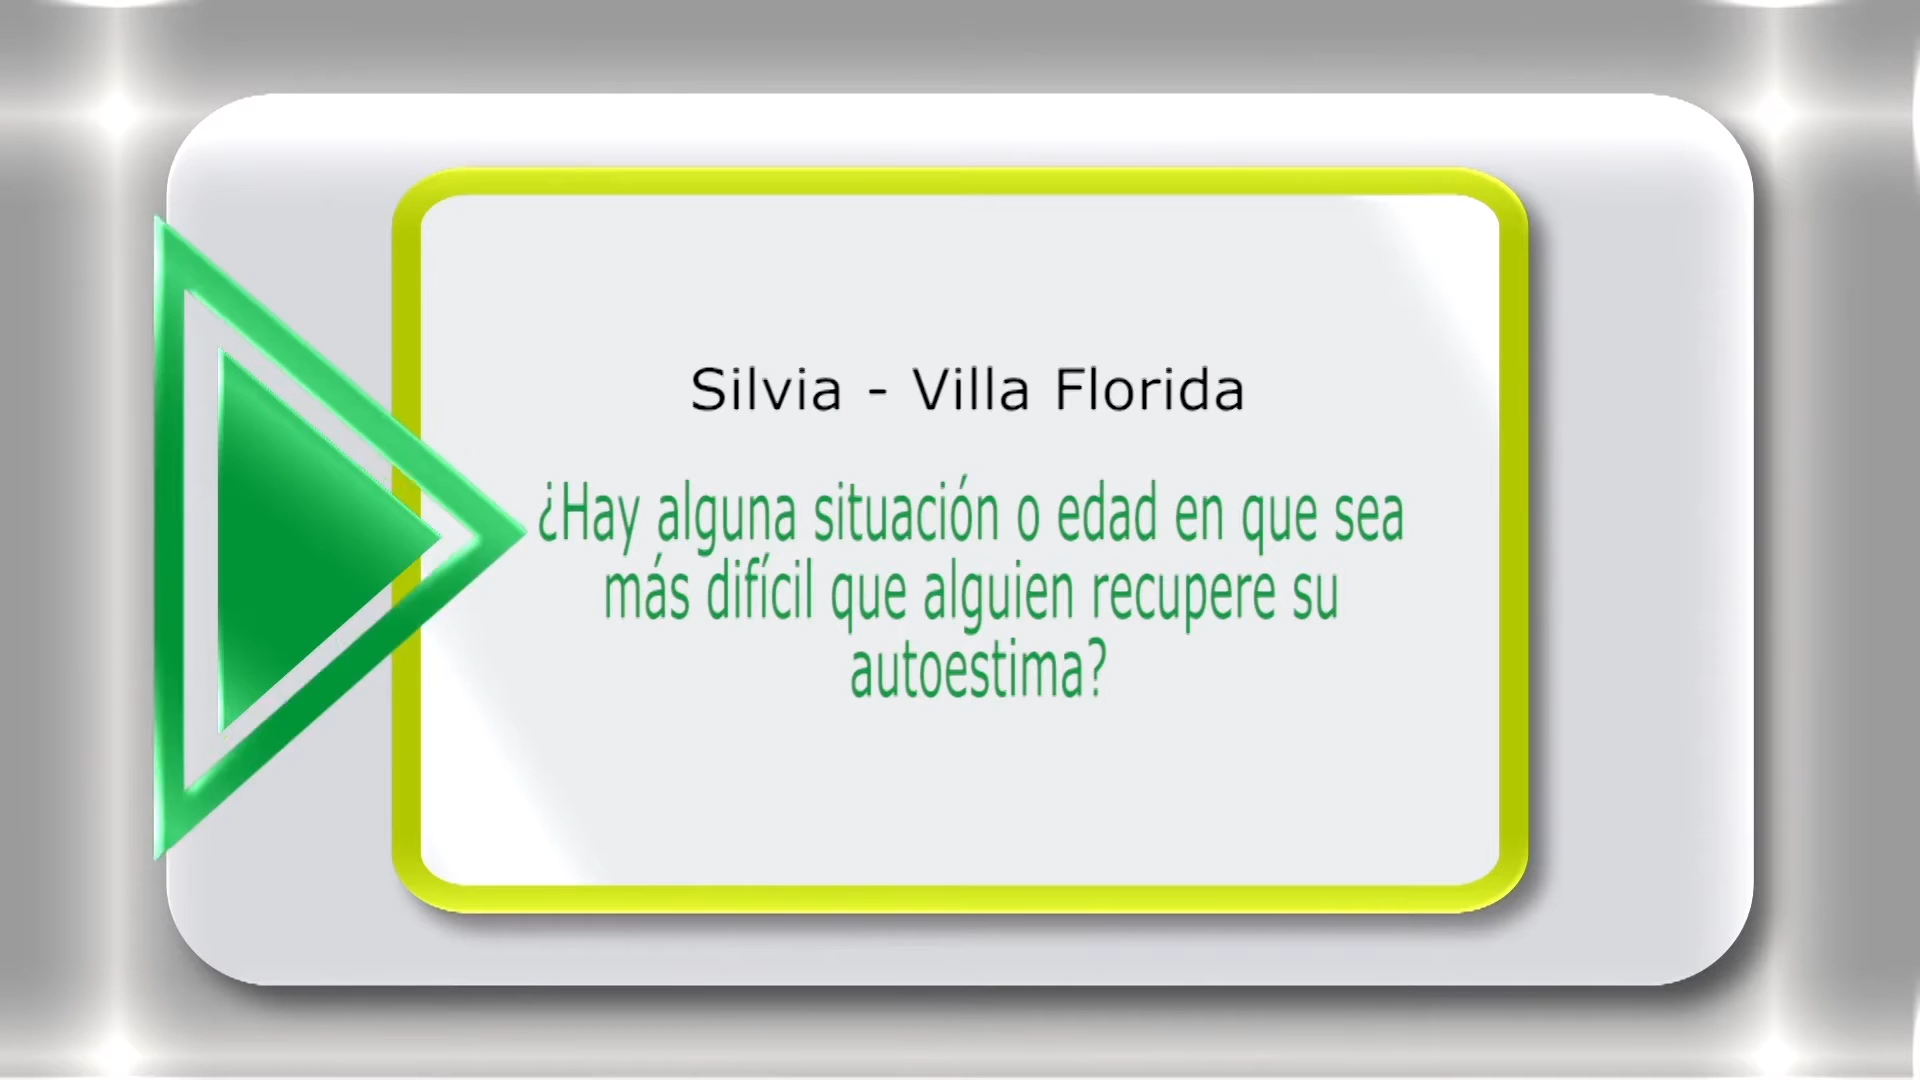 Silvia - Villa Florida
¿Hay alguna situación o edad en que sea
más difícil que alguien recupere su
autoestima?